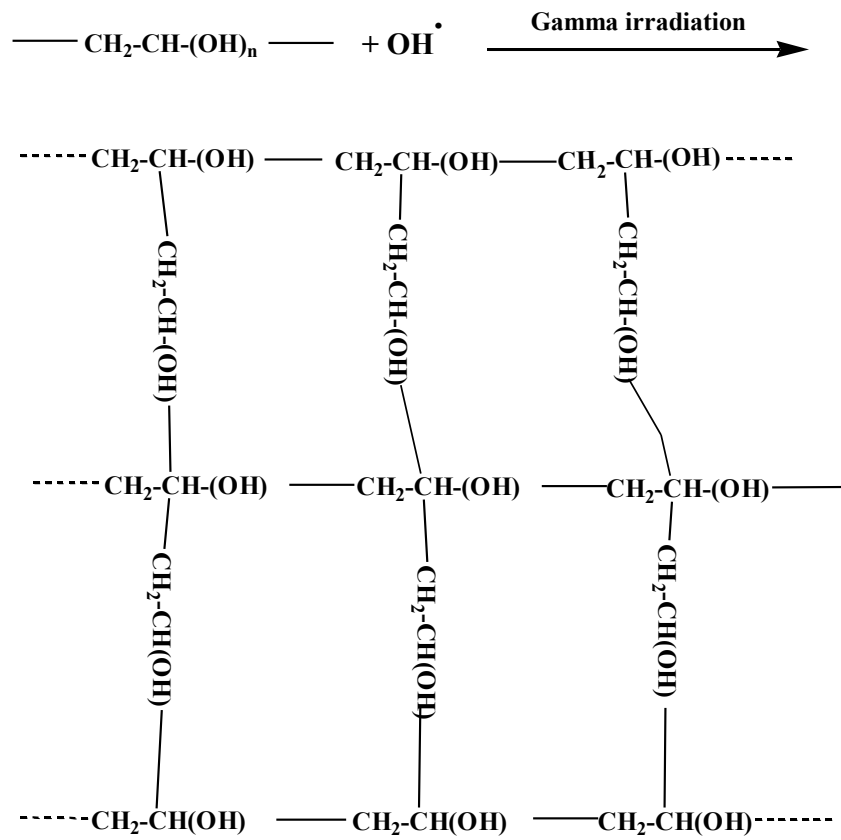 Gamma irradiation
CH₂-CH-(OH)ₙ + OH•
CH₂-CH-(OH) CH₂-CH-(OH) CH₂-CH-(OH)
CH₂-CH-(OH)
CH₂-CH-(OH)
CH₂-CH-(OH)
CH₂-CH-(OH) CH₂-CH-(OH) CH₂-CH-(OH)
CH₂-CH(OH)
CH₂-CH(OH)
CH₂-CH(OH)
CH₂-CH(OH) CH₂-CH(OH) CH₂-CH(OH)